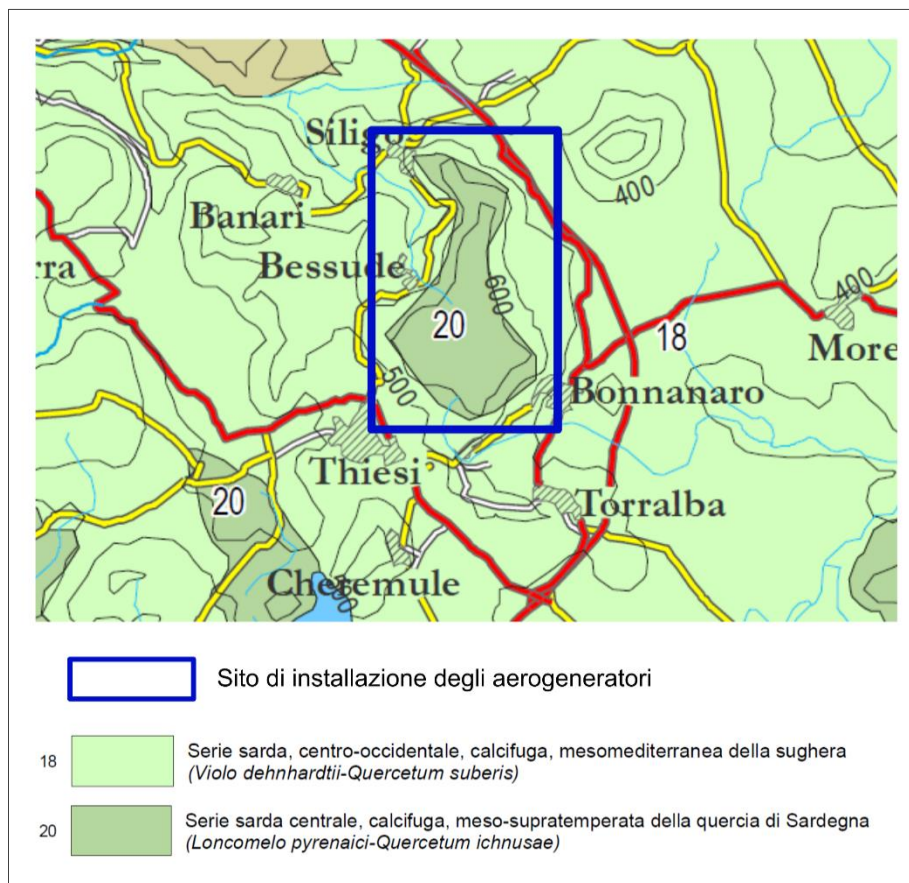 Siligo
400
Banari
rra
Bessude
600
400
20
18
More
500
Bonnanaro
Thiesi
20
Torralba
Cheremule
Sito di installazione degli aerogeneratori
18
Serie sarda, centro-occidentale, calcifuga, mesomediterranea della sughera
(Violo dehnhardtii-Quercetum suberis)
20
Serie sarda centrale, calcifuga, meso-supratemperata della quercia di Sardegna
(Loncomelo pyrenaici-Quercetum ichnusae)